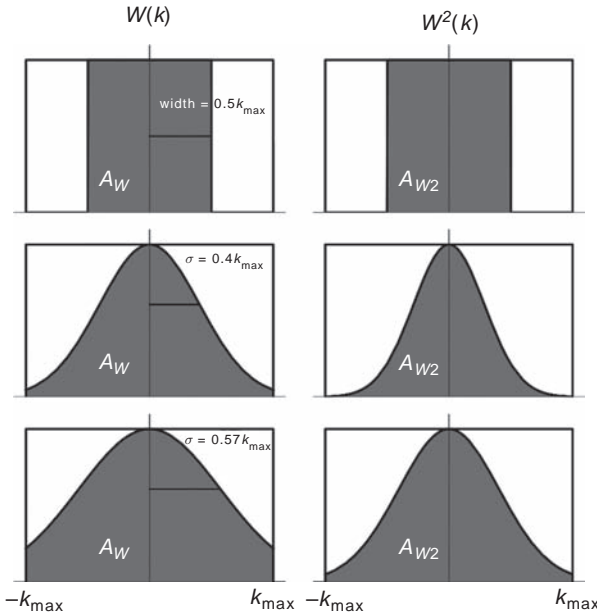 W(k) W²(k)
width = 0.5k_max
A_W A_W2
σ = 0.4k_max
A_W A_W2
σ = 0.57k_max
A_W A_W2
–k_max k_max –k_max k_max